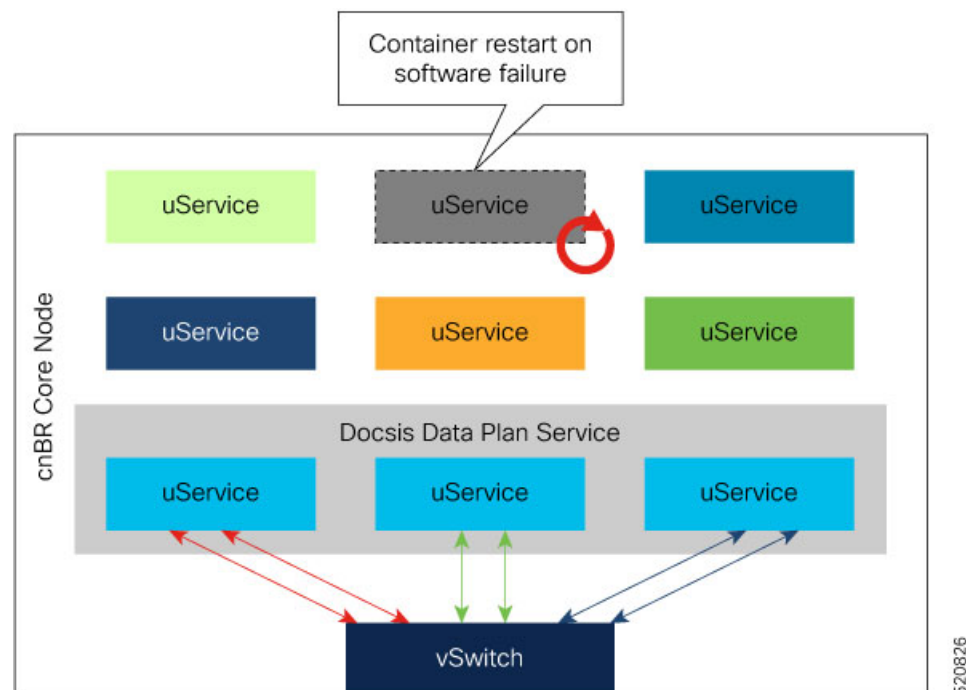 Container restart on
software failure
uService
uService
uService
cnBR Core Node
uService
uService
uService
Docsis Data Plan Service
uService
uService
uService
vSwitch
520826